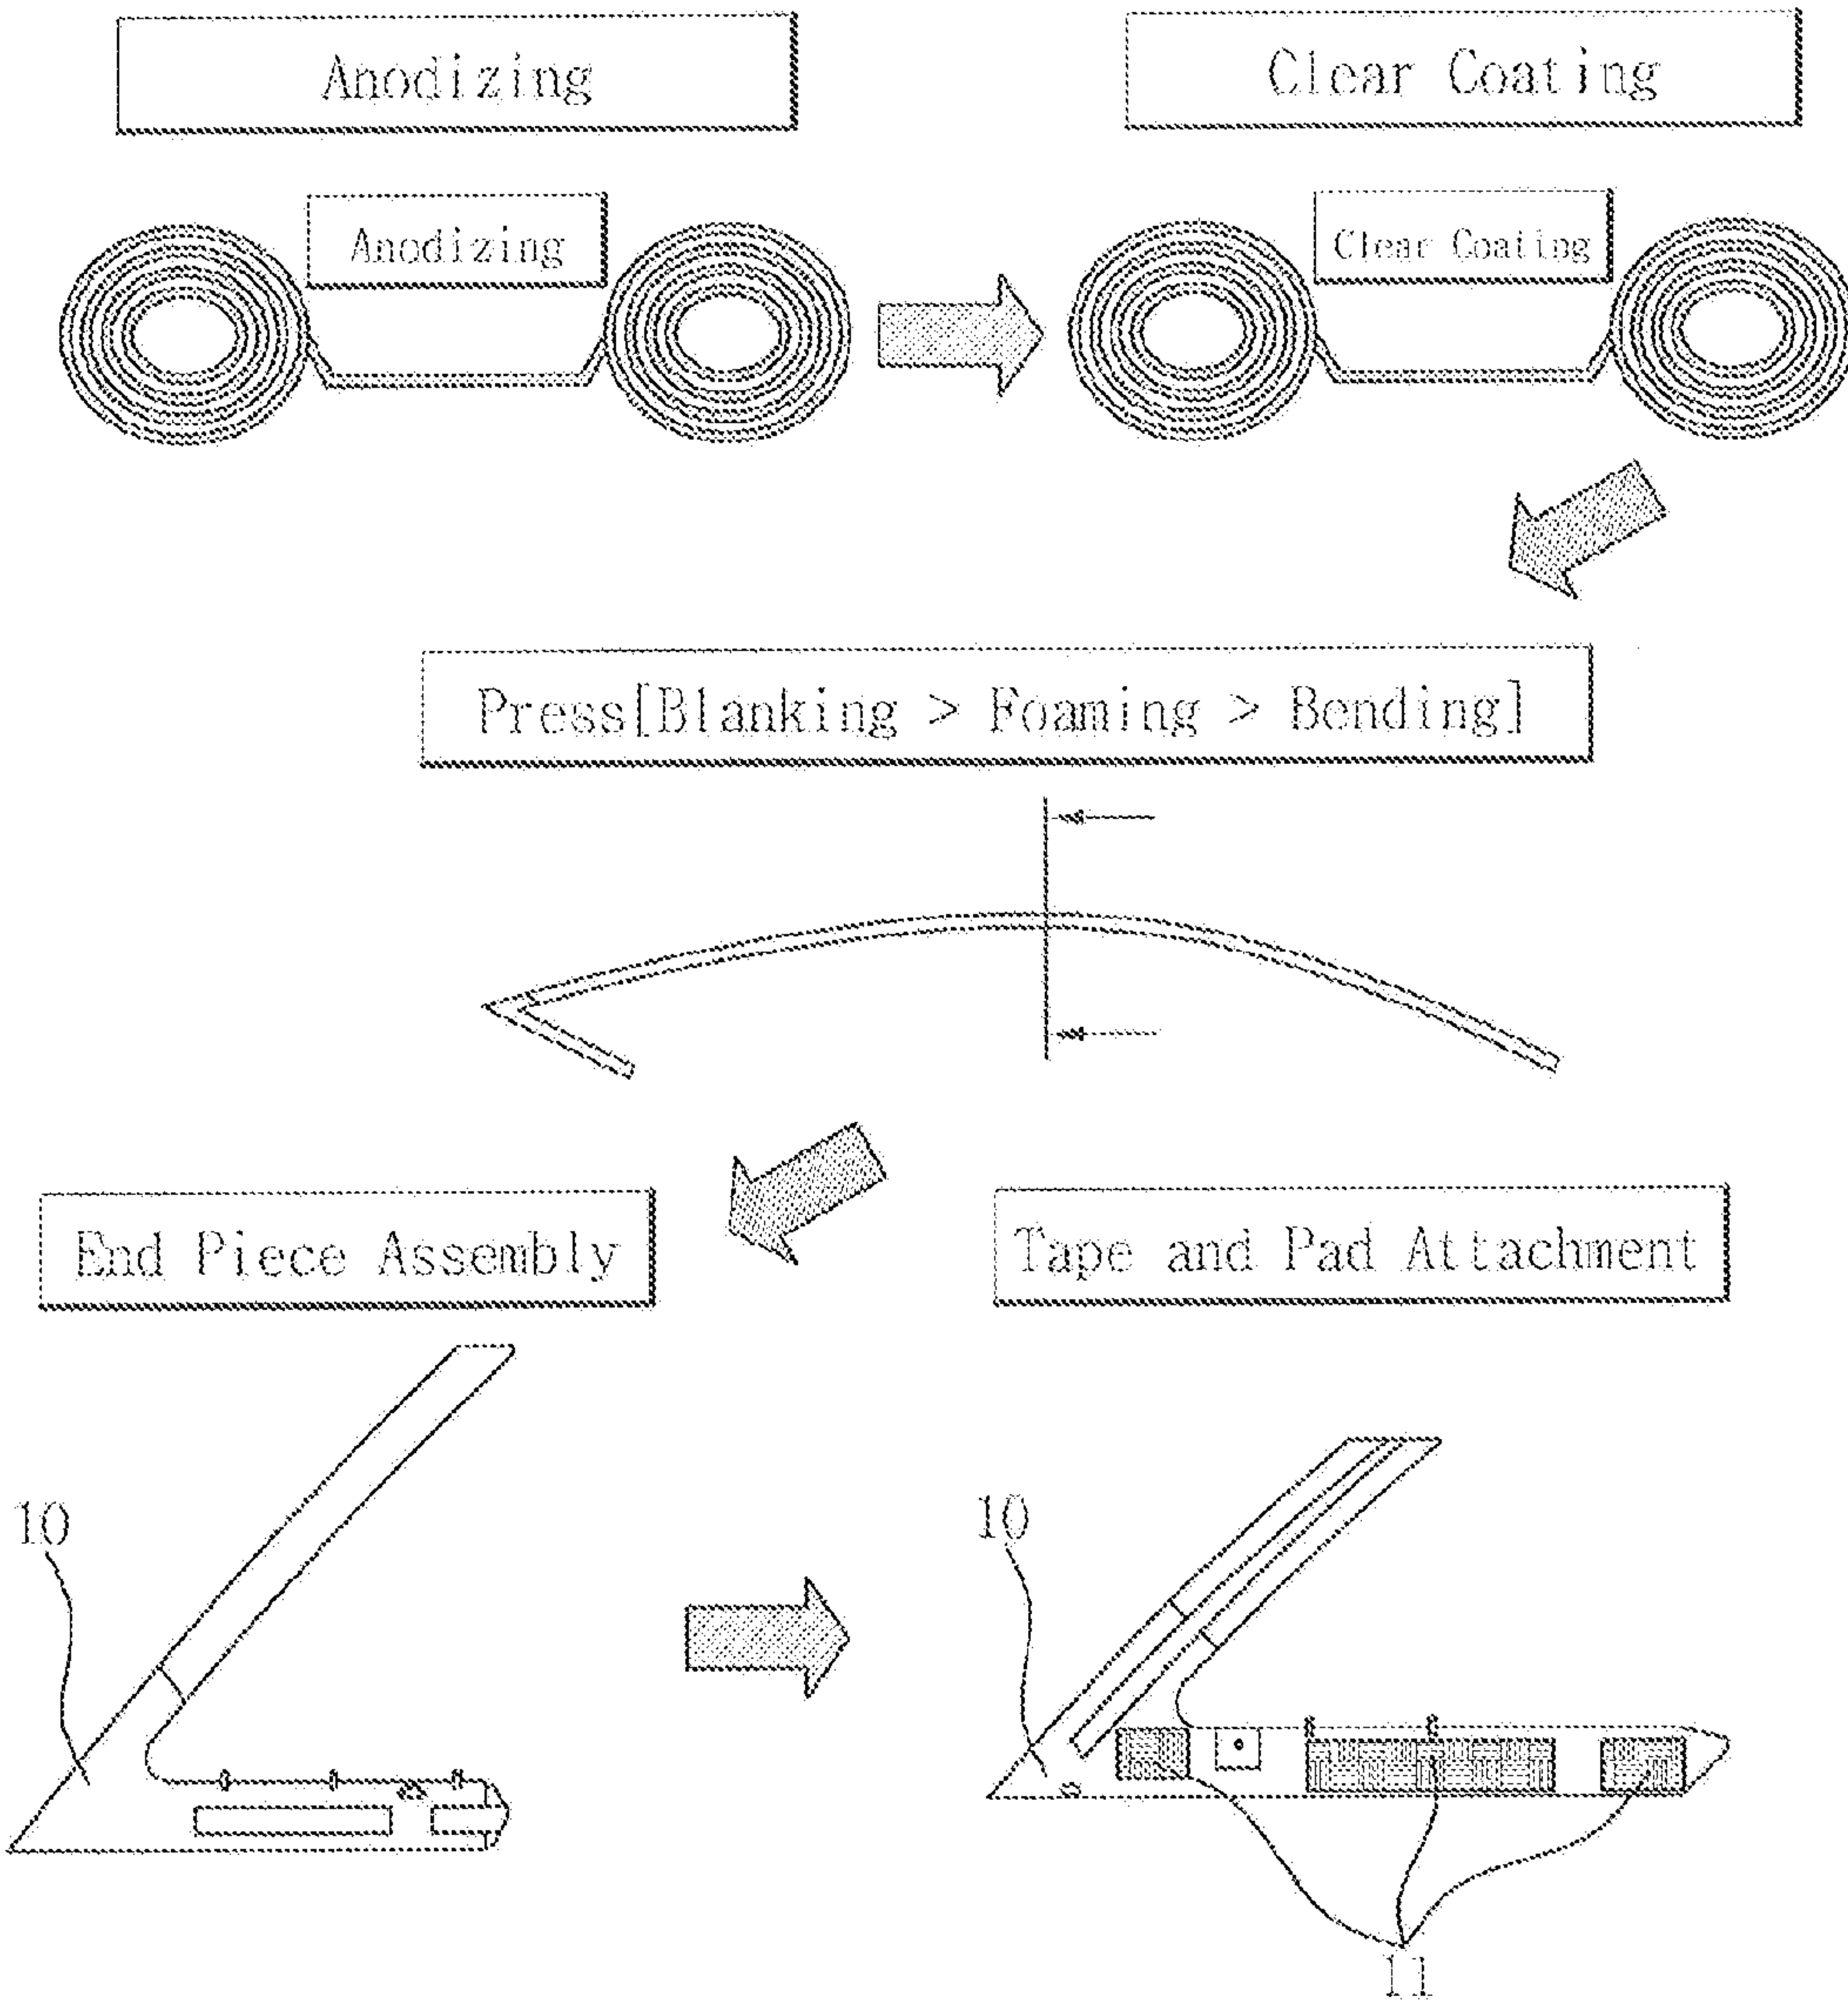 Anodizing
Clear Coating
Anodizing
Clear Coating
Press[Blanking > Foaming > Bending]
End Piece Assembly
Tape and Pad Attachment
10
10
11